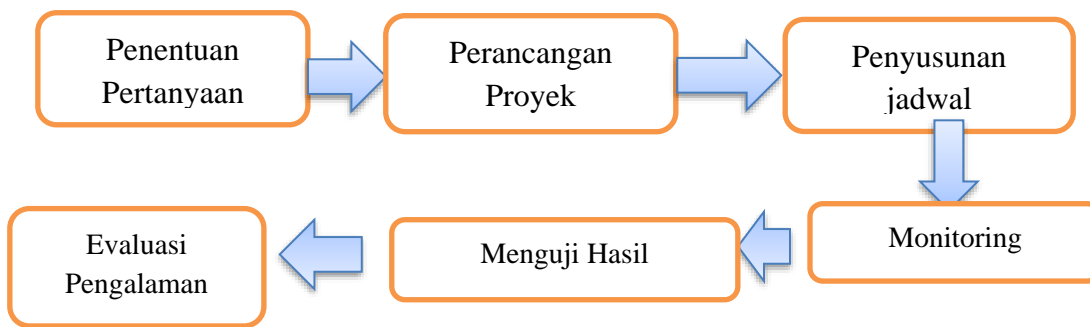 Penentuan
Pertanyaan
Perancangan
Proyek
Penyusunan
jadwal
Monitoring
Menguji Hasil
Evaluasi
Pengalaman